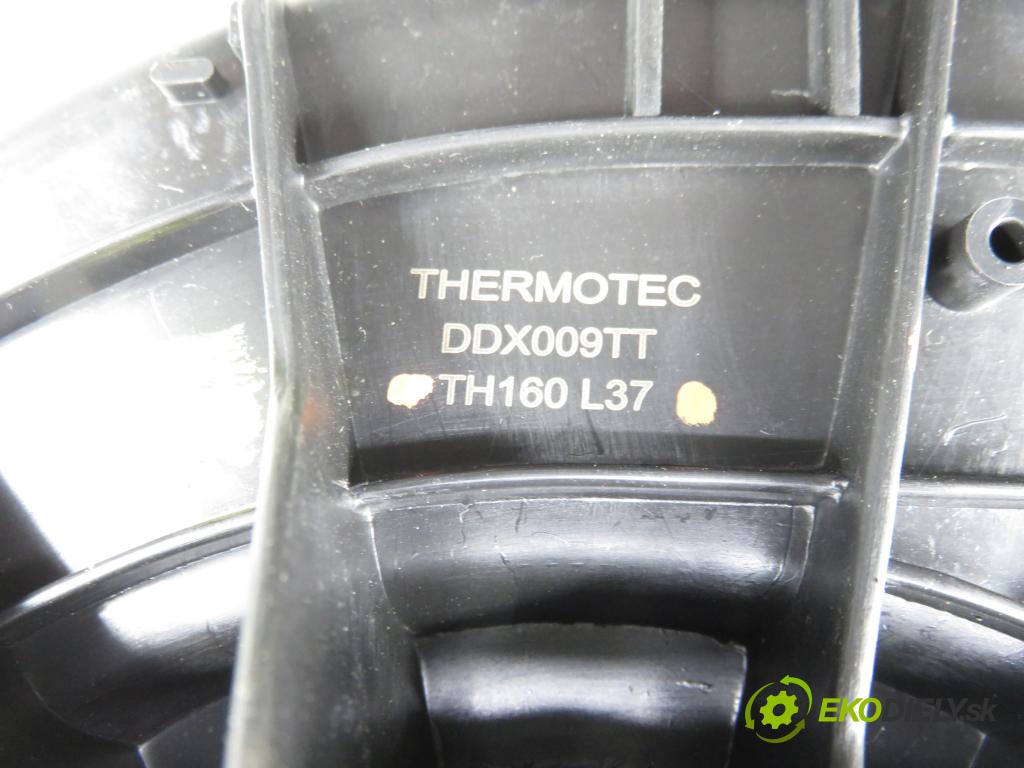 THERMOTEC
DDX009TT
TH160 L37
EKODIELY.sk